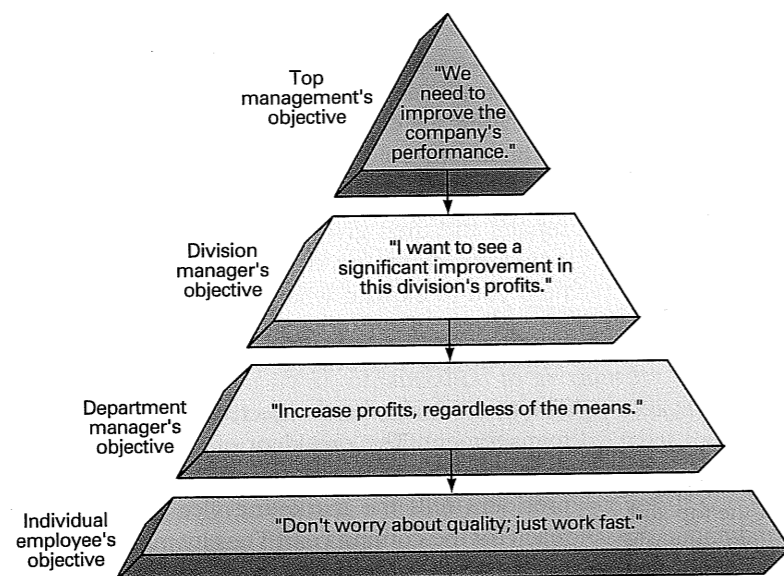 Top
management's
objective
"We
need to
improve the
company's
performance."
Division
manager's
objective
"I want to see a
significant improvement in
this division's profits."
Department
manager's
objective
"Increase profits, regardless of the means."
Individual
employee's
objective
"Don't worry about quality; just work fast."